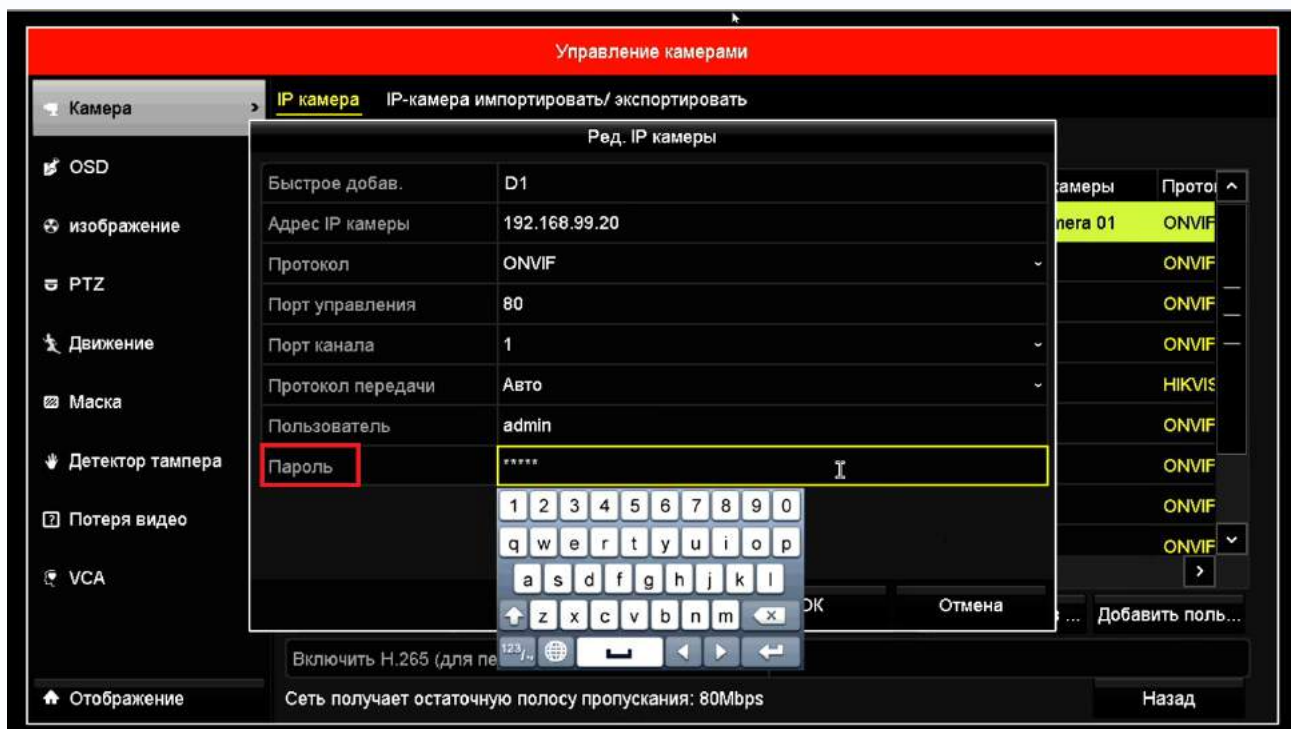 Управление камерами
Камера
IP камера IP-камера импортировать/ экспортировать
Ред. IP камеры
OSD
Быстрое добав. D1
камеры
изображение
Адрес IP камеры 192.168.99.20
mera 01 ONVIF
Протокол ONVIF
ONVIF
PTZ
Порт управления 80
ONVIF
Движение
Порт канала 1
ONVIF
Протокол передачи Авто
HIKVIS
Маска
Пользователь admin
ONVIF
Детектор тампера
Пароль *****
ONVIF
1 2 3 4 5 6 7 8 9 0
ONVIF
Потеря видео
q w e r t y u i o p
ONVIF
VCA
a s d f g h j k l
z x c v b n m
ОК Отмена
Добавить поль...
Включить H.265 (для пе
123/.,
Отображение
Сеть получает остаточную полосу пропускания: 80Mbps
Назад